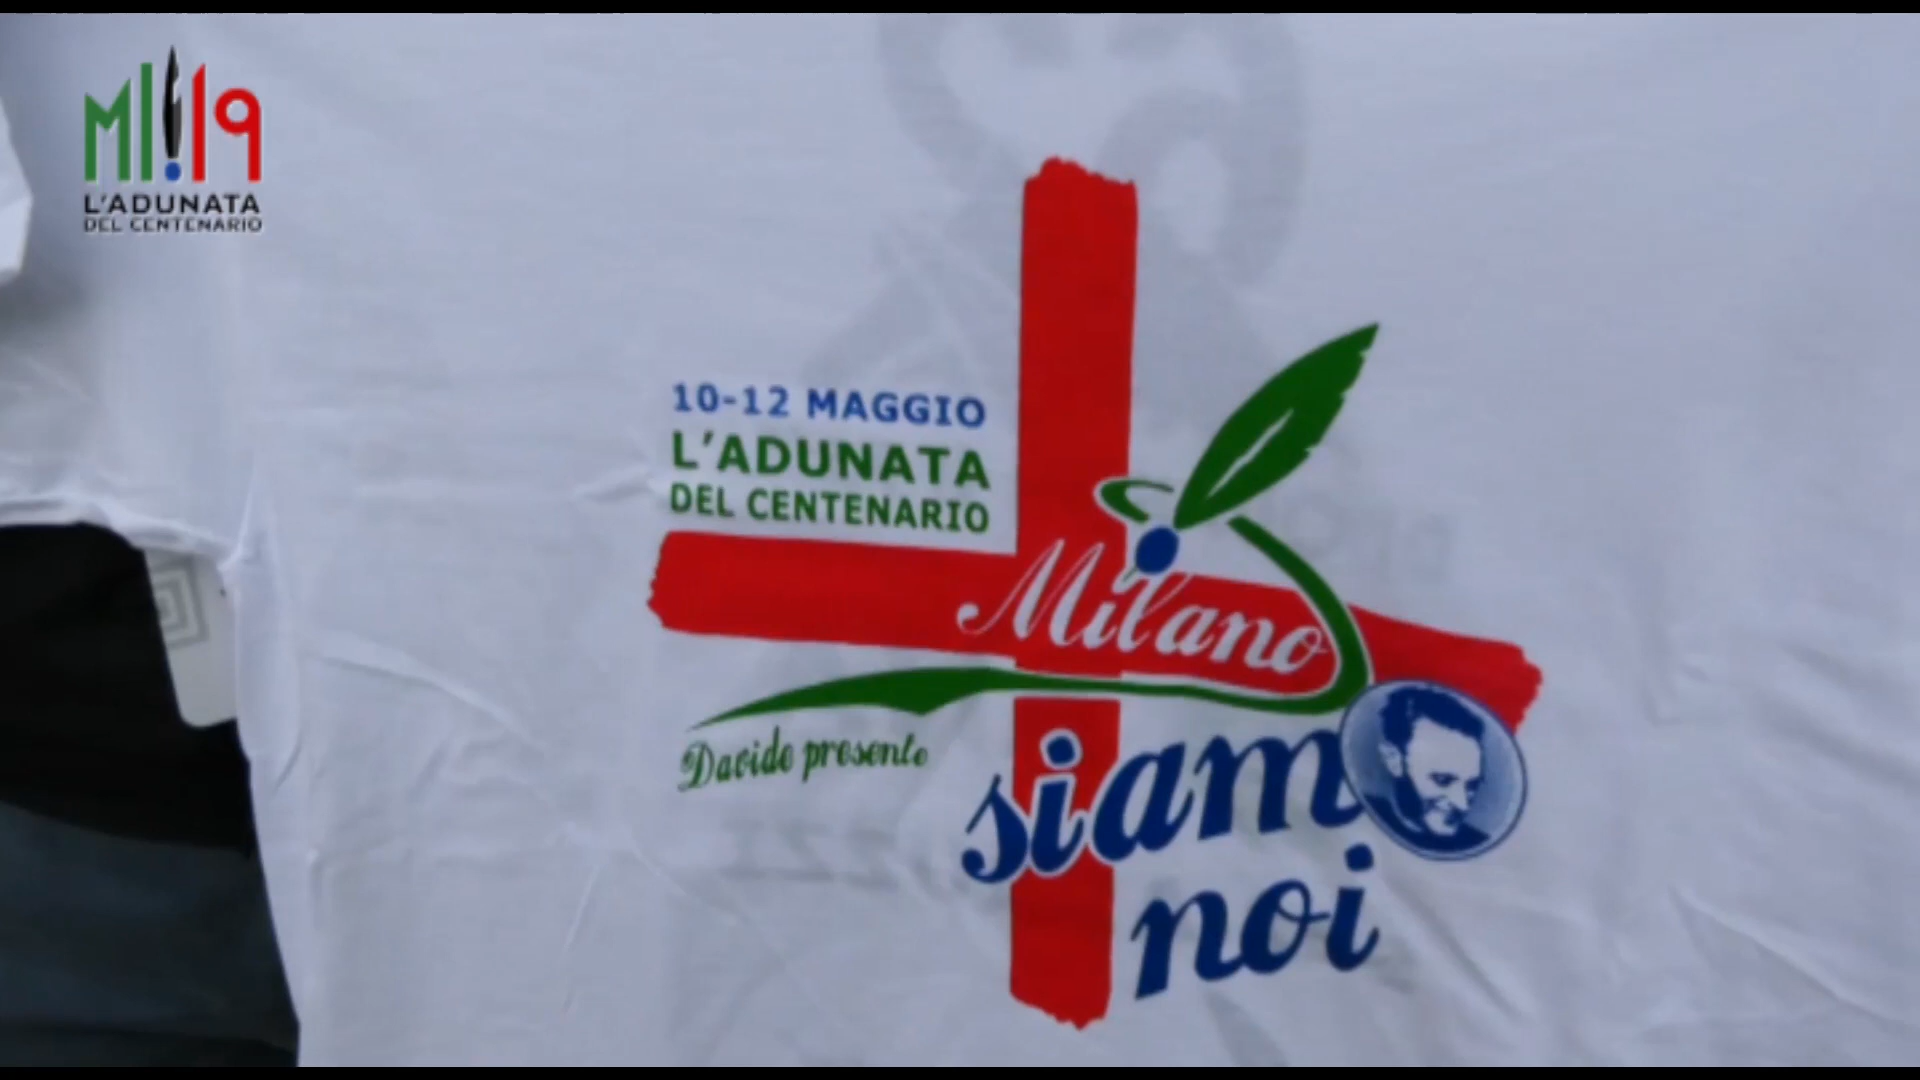 MI 19
L'ADUNATA
DEL CENTENARIO
10-12 MAGGIO
L'ADUNATA
DEL CENTENARIO
Milano
Davide presente
siamo
noi